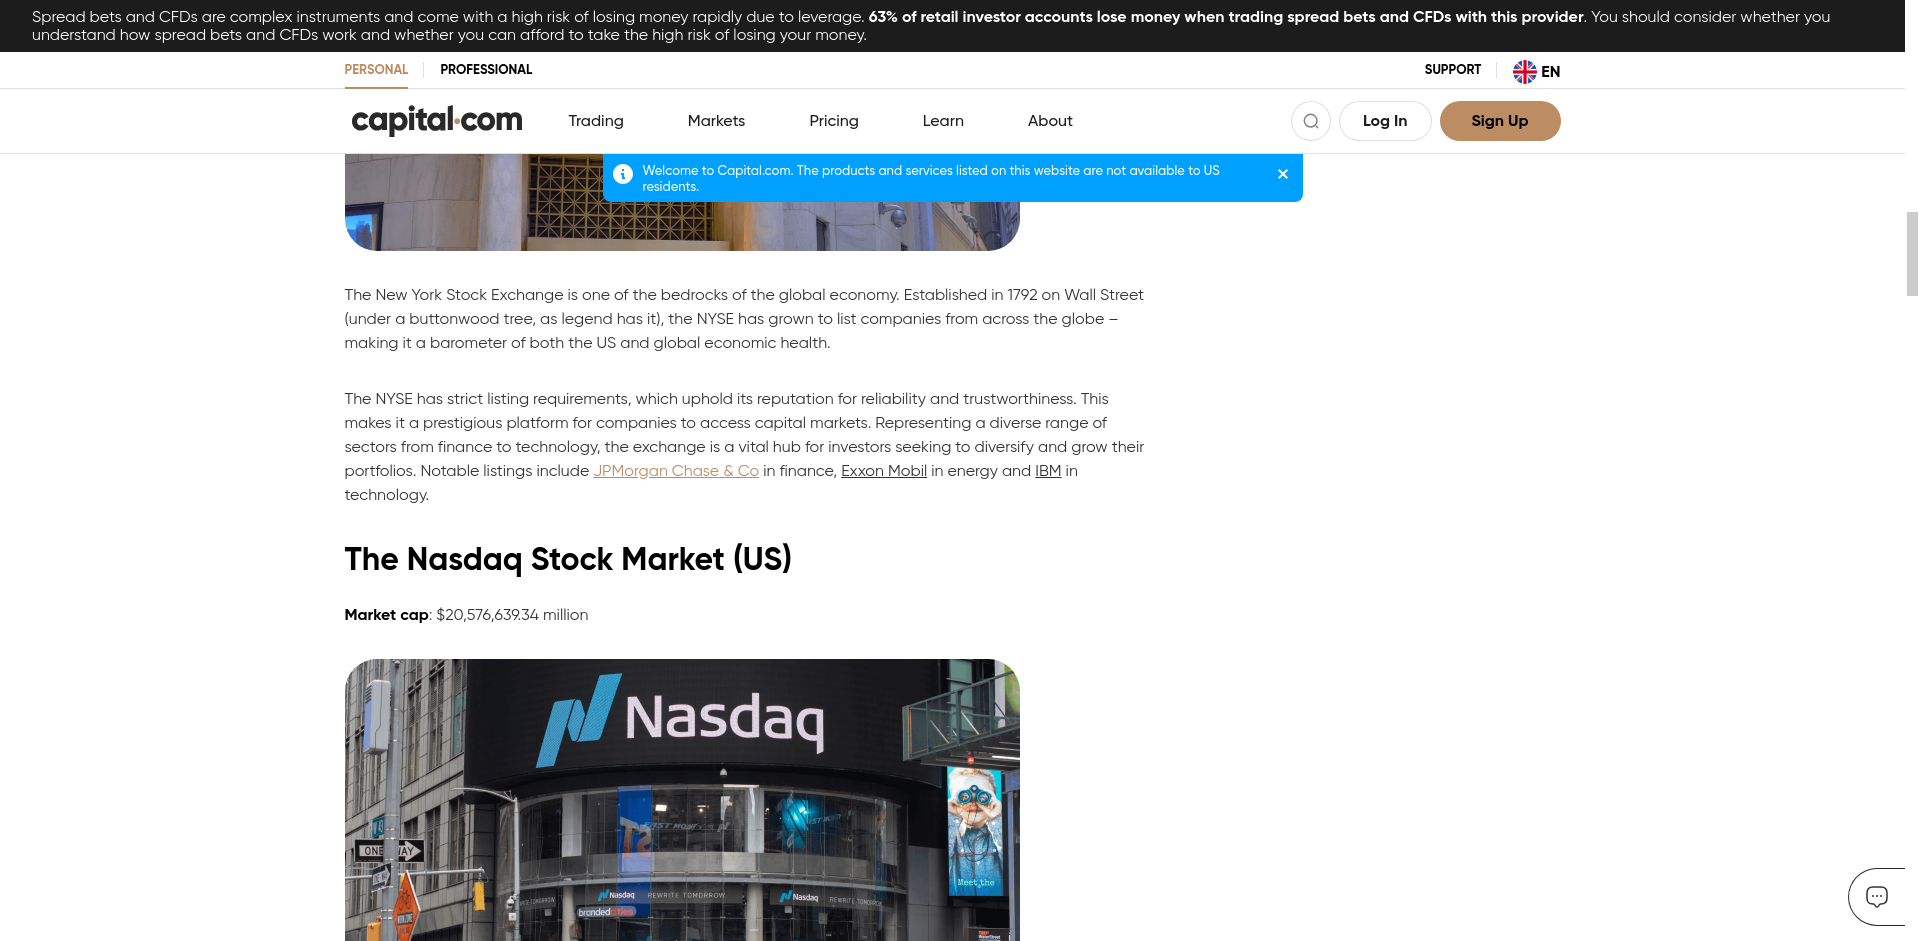 Spread bets and CFDs are complex instruments and come with a high risk of losing money rapidly due to leverage. 63% of retail investor accounts lose money when trading spread bets and CFDs with this provider. You should consider whether you
understand how spread bets and CFDs work and whether you can afford to take the high risk of losing your money.
PERSONAL PROFESSIONAL SUPPORT EN
capital.com Trading Markets Pricing Learn About Log In Sign Up
Welcome to Capital.com. The products and services listed on this website are not available to US
residents.
The New York Stock Exchange is one of the bedrocks of the global economy. Established in 1792 on Wall Street
(under a buttonwood tree, as legend has it), the NYSE has grown to list companies from across the globe –
making it a barometer of both the US and global economic health.
The NYSE has strict listing requirements, which uphold its reputation for reliability and trustworthiness. This
makes it a prestigious platform for companies to access capital markets. Representing a diverse range of
sectors from finance to technology, the exchange is a vital hub for investors seeking to diversify and grow their
portfolios. Notable listings include JPMorgan Chase & Co in finance, Exxon Mobil in energy and IBM in
technology.
The Nasdaq Stock Market (US)
Market cap: $20,576,639.34 million
Nasdaq
ONE WAY
Meet the
Nasdaq REWRITE TOMORROW Nasdaq
brandedcities